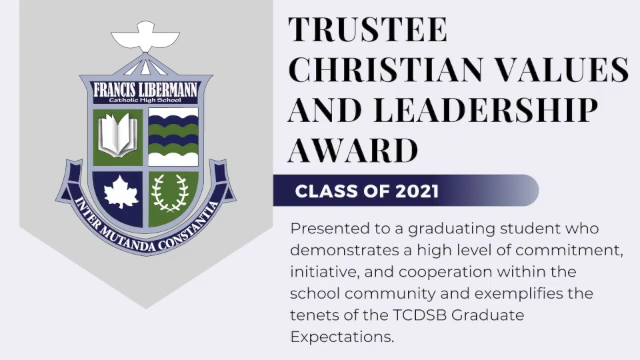 FRANCIS LIBERMANN
Catholic High School
INTER MUTANDA CONSTANTIA
TRUSTEE
CHRISTIAN VALUES
AND LEADERSHIP
AWARD
CLASS OF 2021
Presented to a graduating student who
demonstrates a high level of commitment,
initiative, and cooperation within the
school community and exemplifies the
tenets of the TCDSB Graduate
Expectations.